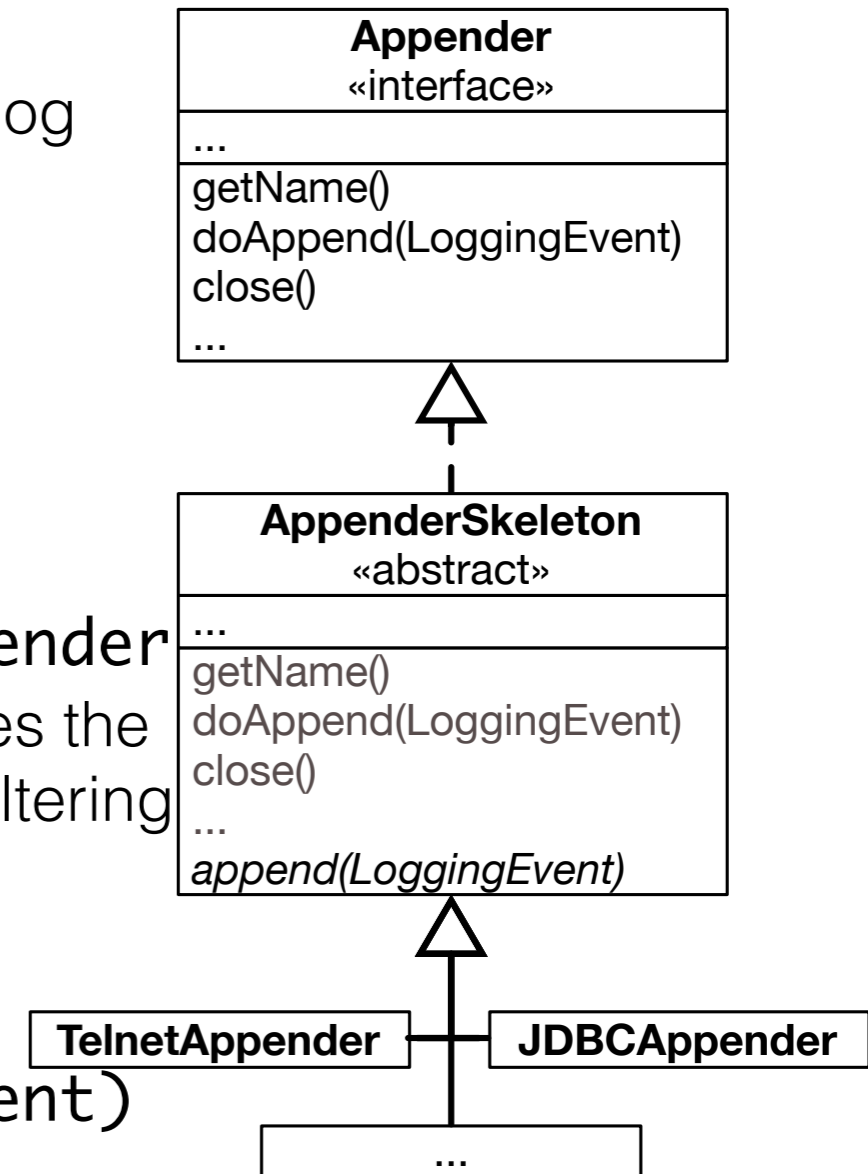 Appender
«interface»
og
...
getName()
doAppend(LoggingEvent)
close()
...
AppenderSkeleton
«abstract»
ender
...
getName()
es the
doAppend(LoggingEvent)
ltering
close()
...
append(LoggingEvent)
TelnetAppender
JDBCAppender
ent)
...